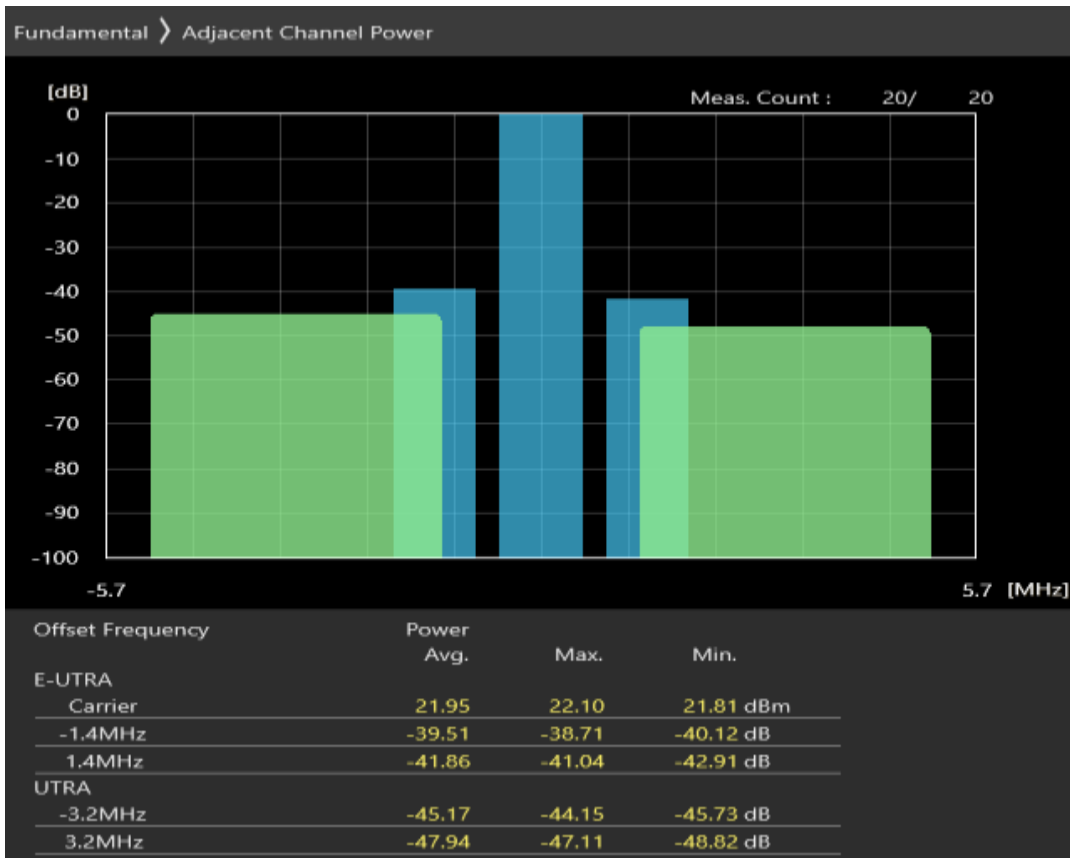 Fundamental 》 Adjacent Channel Power
[dB]
Meas. Count : 20/ 20
0
-10
-20
-30
-40
-50
-60
-70
-80
-90
-100
-5.7 5.7 [MHz]
Offset Frequency Power
Avg. Max. Min.
E-UTRA
Carrier 21.95 22.10 21.81 dBm
-1.4MHz -39.51 -38.71 -40.12 dB
1.4MHz -41.86 -41.04 -42.91 dB
UTRA
-3.2MHz -45.17 -44.15 -45.73 dB
3.2MHz -47.94 -47.11 -48.82 dB